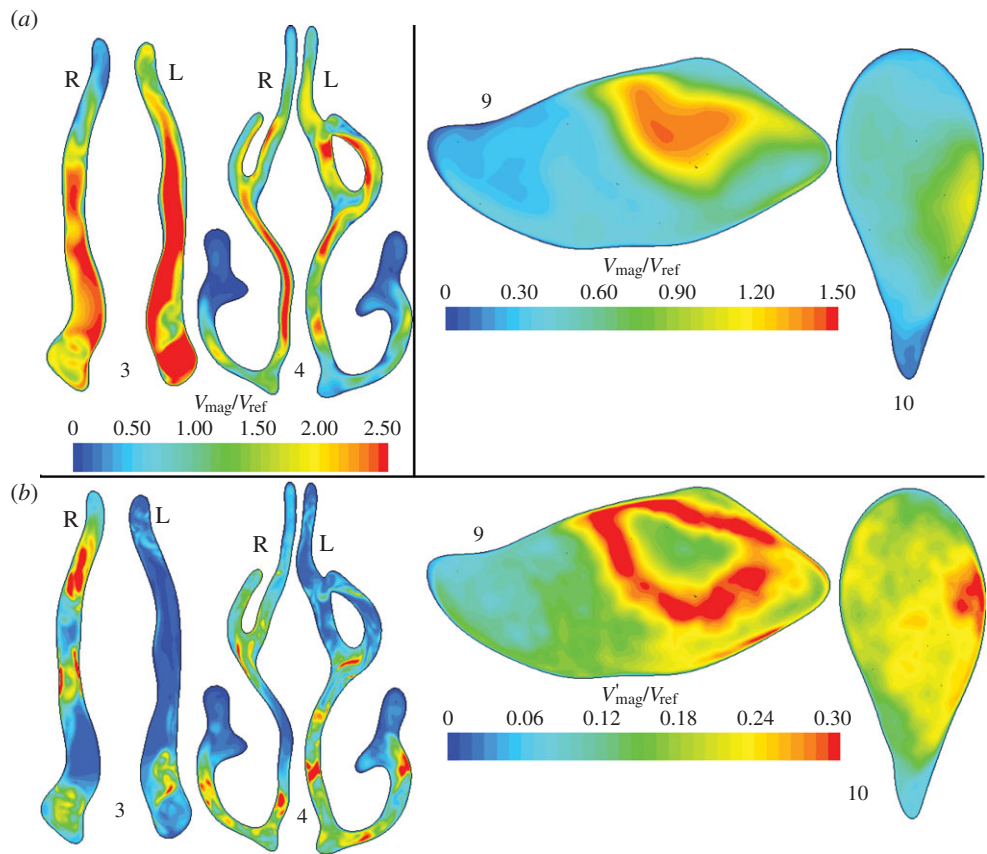 (a)
R
L
R
L
9
3
4
10
V_mag/V_ref
0 0.50 1.00 1.50 2.00 2.50
V_mag/V_ref
0 0.30 0.60 0.90 1.20 1.50
(b)
R
L
R
L
9
3
4
10
V'_mag/V_ref
0 0.06 0.12 0.18 0.24 0.30